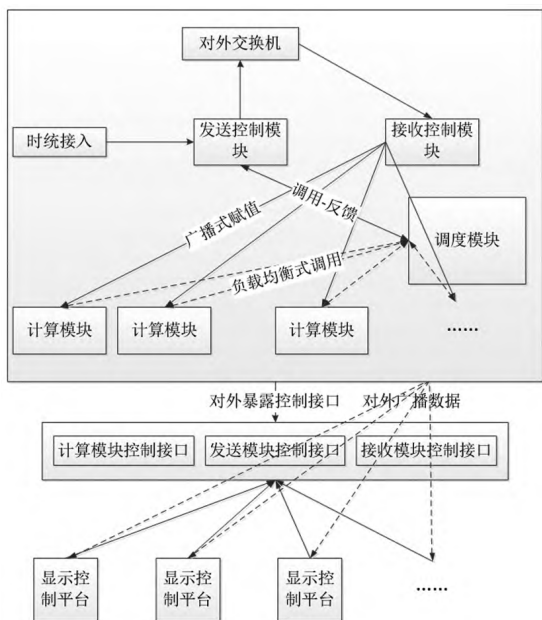 对外交换机
时统接入
发送控制模
块
接收控制模
块
广播式赋值
调用-反馈
调度模块
负载均衡式调用
计算模块
计算模块
计算模块
......
对外暴露控制接口
对外广播数据
计算模块控制接口
发送模块控制接口
接收模块控制接口
显示控
制平台
显示控
制平台
显示控
制平台
......